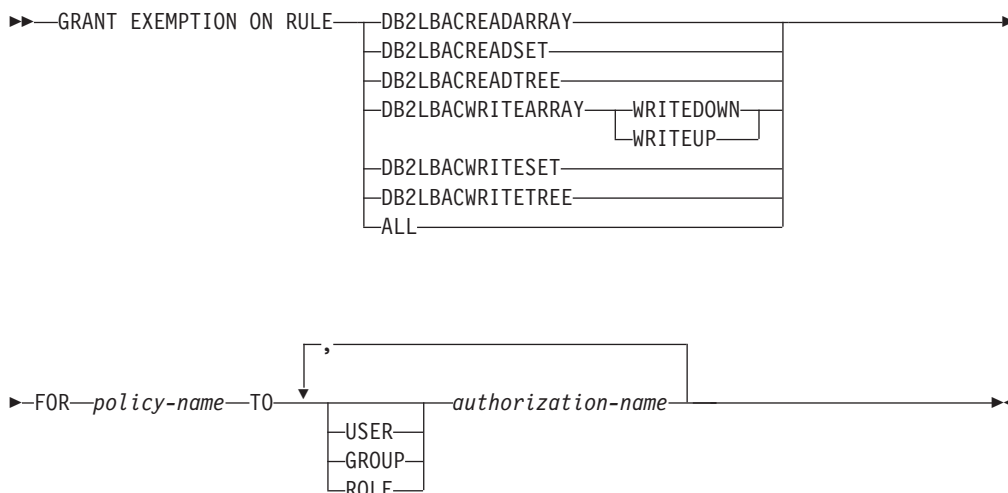 GRANT EXEMPTION ON RULE DB2LBACREADARRAY
DB2LBACREADSET
DB2LBACREADTREE
DB2LBACWRITEARRAY WRITEDOWN
WRITEUP
DB2LBACWRITESET
DB2LBACWRITETREE
ALL
,
FOR policy-name TO authorization-name
USER
GROUP
ROLE